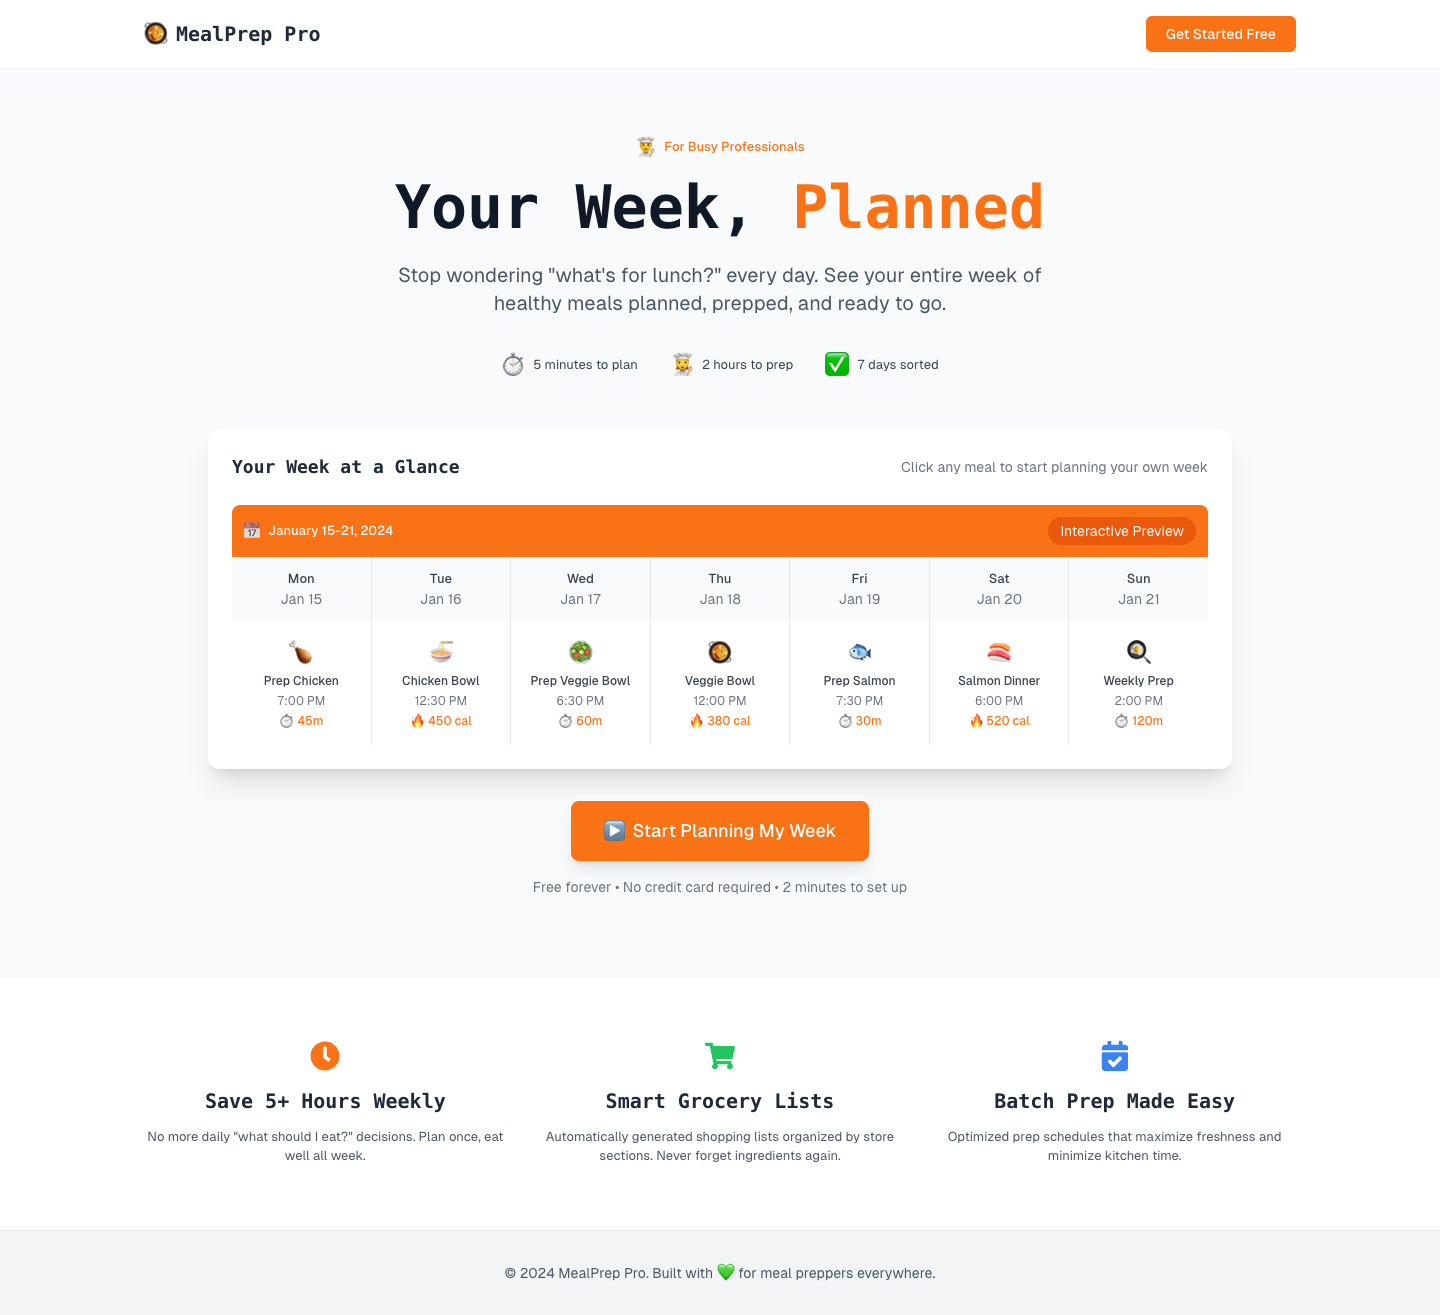 MealPrep Pro
Get Started Free
For Busy Professionals
Your Week, Planned
Stop wondering "what's for lunch?" every day. See your entire week of
healthy meals planned, prepped, and ready to go.
5 minutes to plan
2 hours to prep
7 days sorted
Your Week at a Glance
Click any meal to start planning your own week
January 15-21, 2024
Interactive Preview
Mon
Jan 15
Tue
Jan 16
Wed
Jan 17
Thu
Jan 18
Fri
Jan 19
Sat
Jan 20
Sun
Jan 21
Prep Chicken
7:00 PM
45m
Chicken Bowl
12:30 PM
450 cal
Prep Veggie Bowl
6:30 PM
60m
Veggie Bowl
12:00 PM
380 cal
Prep Salmon
7:30 PM
30m
Salmon Dinner
6:00 PM
520 cal
Weekly Prep
2:00 PM
120m
Start Planning My Week
Free forever • No credit card required • 2 minutes to set up
Save 5+ Hours Weekly
No more daily "what should I eat?" decisions. Plan once, eat
well all week.
Smart Grocery Lists
Automatically generated shopping lists organized by store
sections. Never forget ingredients again.
Batch Prep Made Easy
Optimized prep schedules that maximize freshness and
minimize kitchen time.
© 2024 MealPrep Pro. Built with 💚 for meal preppers everywhere.